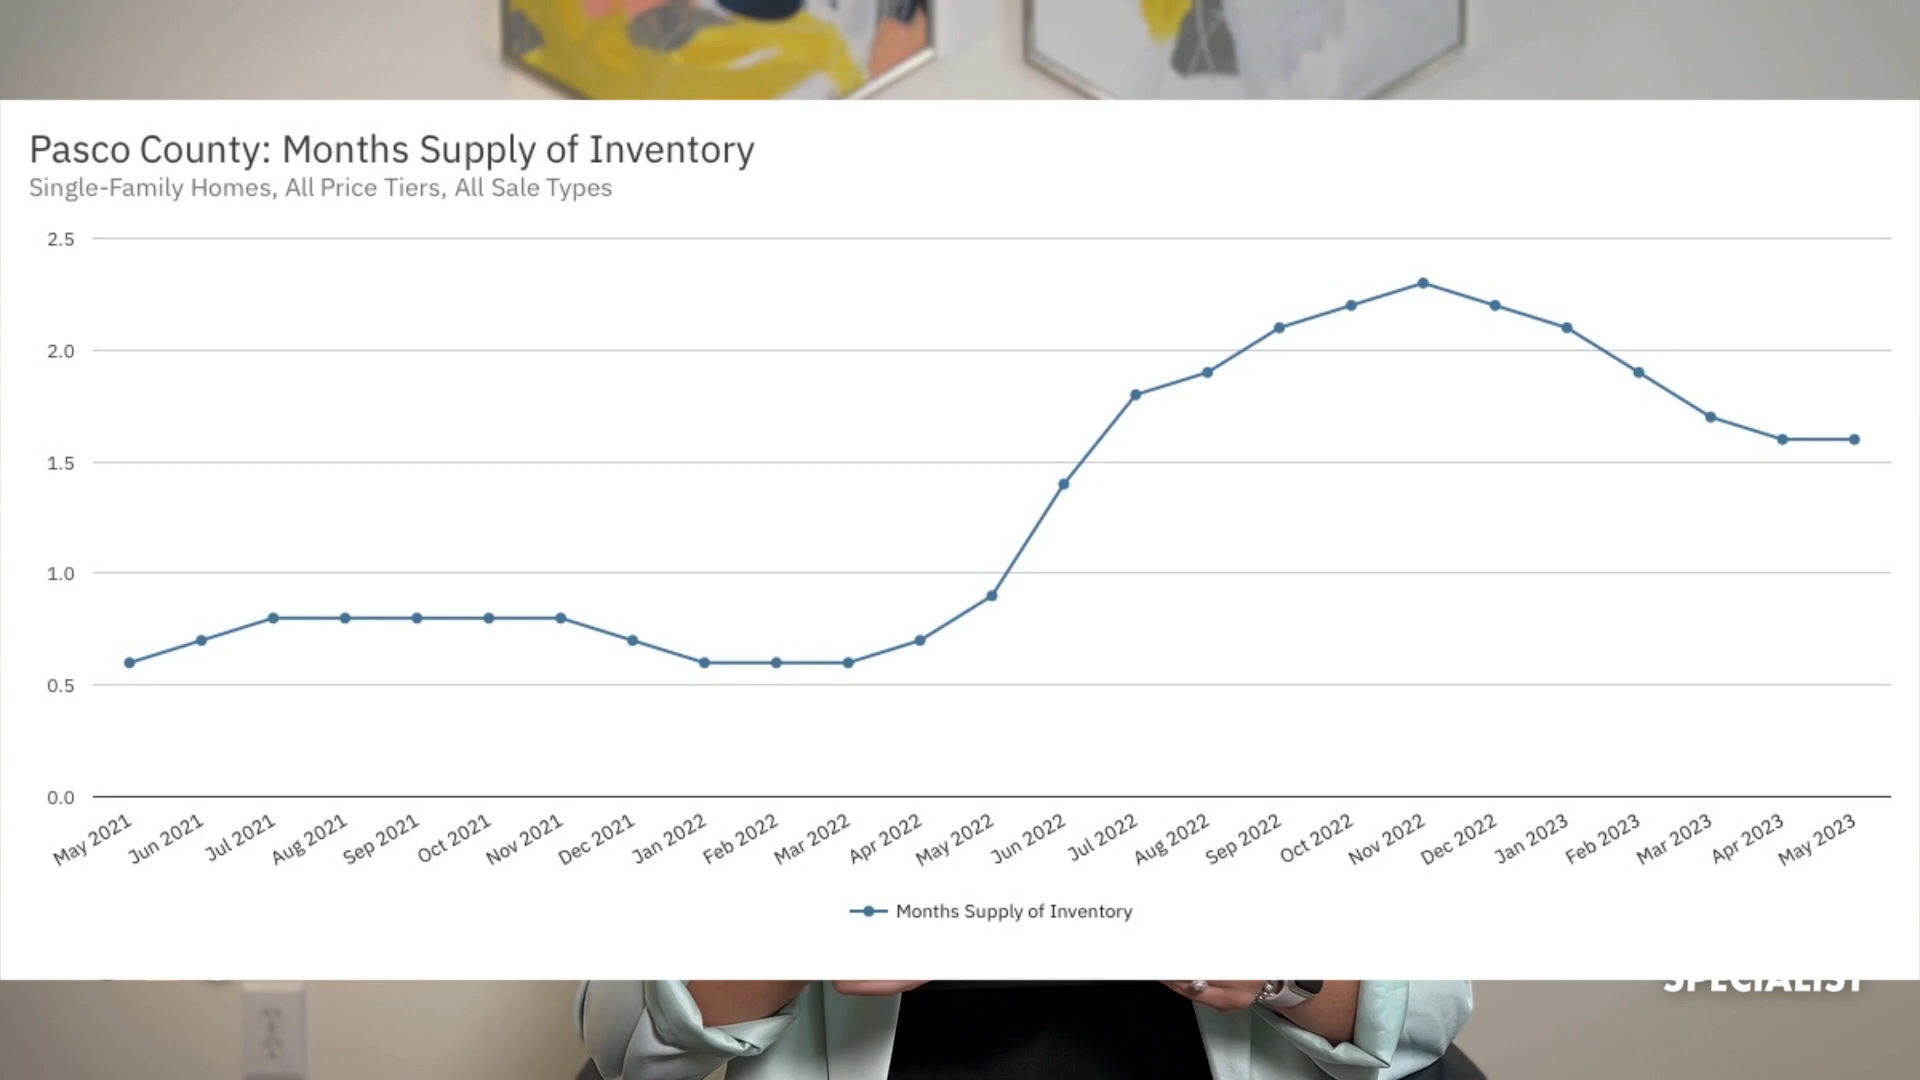 Pasco County: Months Supply of Inventory
Single-Family Homes, All Price Tiers, All Sale Types
2.5
2.0
1.5
1.0
0.5
0.0
May 2021 Jun 2021 Jul 2021 Aug 2021 Sep 2021 Oct 2021 Nov 2021 Dec 2021 Jan 2022 Feb 2022 Mar 2022 Apr 2022 May 2022 Jun 2022 Jul 2022 Aug 2022 Sep 2022 Oct 2022 Nov 2022 Dec 2022 Jan 2023 Feb 2023 Mar 2023 Apr 2023 May 2023
Months Supply of Inventory
SPECIALIST